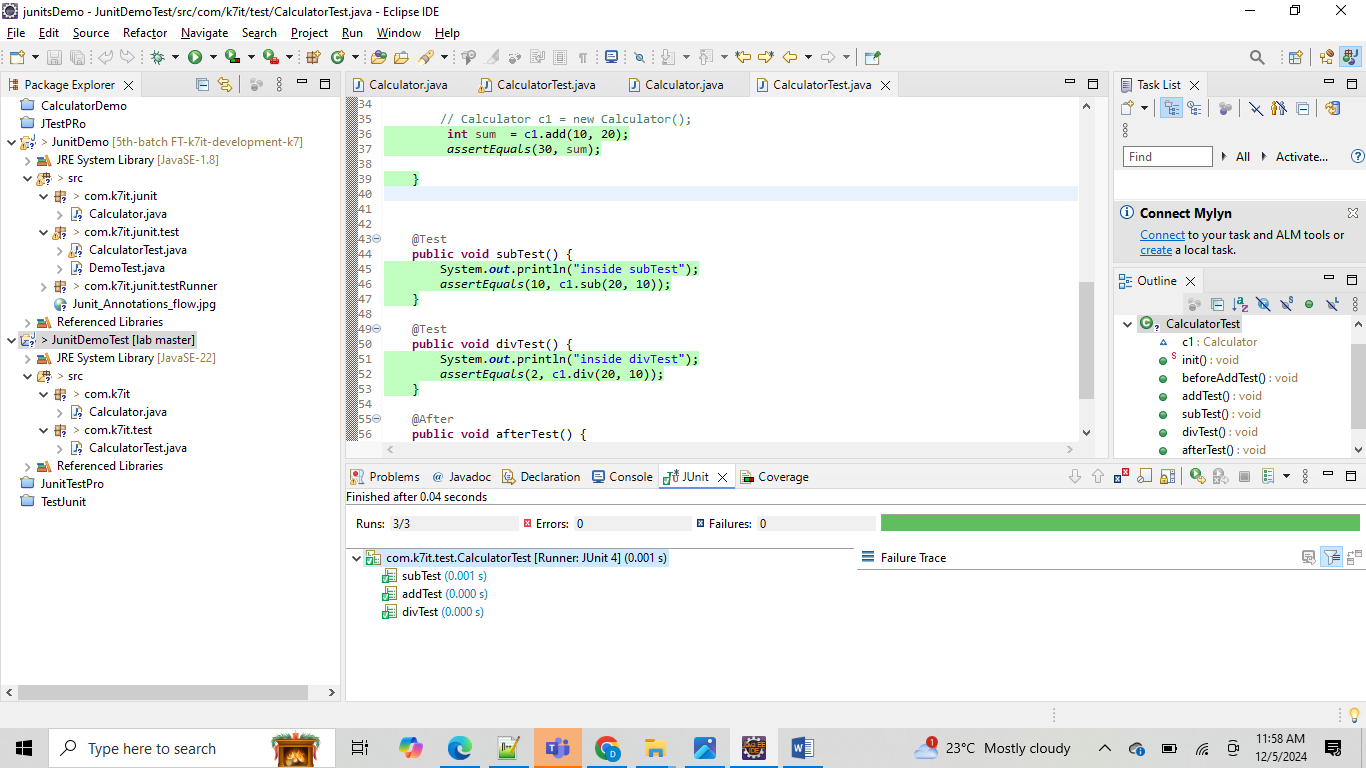 junitsDemo - JunitDemoTest/src/com/k7it/test/CalculatorTest.java - Eclipse IDE
File Edit Source Refactor Navigate Search Project Run Window Help
Package Explorer
CalculatorDemo
JTestPRo
> JunitDemo [5th-batch FT-k7it-development-k7]
JRE System Library [JavaSE-1.8]
> src
> com.k7it.junit
Calculator.java
> com.k7it.junit.test
CalculatorTest.java
DemoTest.java
> com.k7it.junit.testRunner
Junit_Annotations_flow.jpg
Referenced Libraries
> JunitDemoTest [lab master]
JRE System Library [JavaSE-22]
> src
> com.k7it
Calculator.java
> com.k7it.test
CalculatorTest.java
Referenced Libraries
JunitTestPro
TestJunit
Calculator.java CalculatorTest.java Calculator.java CalculatorTest.java
34
35 // Calculator c1 = new Calculator();
36 int sum = c1.add(10, 20);
37 assertEquals(30, sum);
38
39 }
40
41
42
43 @Test
44 public void subTest() {
45 System.out.println("inside subTest");
46 assertEquals(10, c1.sub(20, 10));
47 }
48
49 @Test
50 public void divTest() {
51 System.out.println("inside divTest");
52 assertEquals(2, c1.div(20, 10));
53 }
54
55 @After
56 public void afterTest() {
Task List
Find All Activate...
Connect Mylyn
Connect to your task and ALM tools or
create a local task.
Outline
CalculatorTest
c1 : Calculator
init() : void
beforeAddTest() : void
addTest() : void
subTest() : void
divTest() : void
afterTest() : void
Problems @ Javadoc Declaration Console JUnit Coverage
Finished after 0.04 seconds
Runs: 3/3 Errors: 0 Failures: 0
com.k7it.test.CalculatorTest [Runner: JUnit 4] (0.001 s)
subTest (0.001 s)
addTest (0.000 s)
divTest (0.000 s)
Failure Trace
Type here to search
23°C Mostly cloudy
11:58 AM
12/5/2024